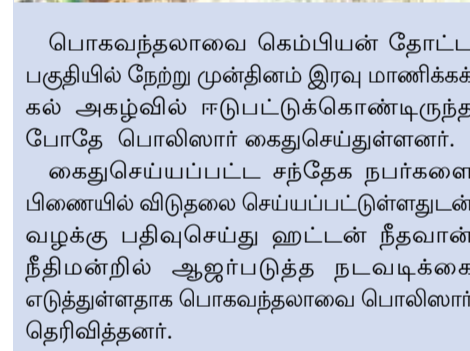 பொகவந்தலாவை கெம்பியன் தோட்ட
பகுதியில் நேற்று முன்தினம் இரவு மாணிக்கக்
கல் அகழ்வில் ஈடுபட்டுக்கொண்டிருந்த
போதே பொலிஸார் கைதுசெய்துள்ளனர்.
கைதுசெய்யப்பட்ட சந்தேக நபர்களை
பிணையில் விடுதலை செய்யப்பட்டுள்ளதுடன்
வழக்கு பதிவுசெய்து ஹட்டன் நீதவான்
நீதிமன்றில் ஆஜர்படுத்த நடவடிக்கை
எடுத்துள்ளதாக பொகவந்தலாவை பொலிஸார்
தெரிவித்தனர்.